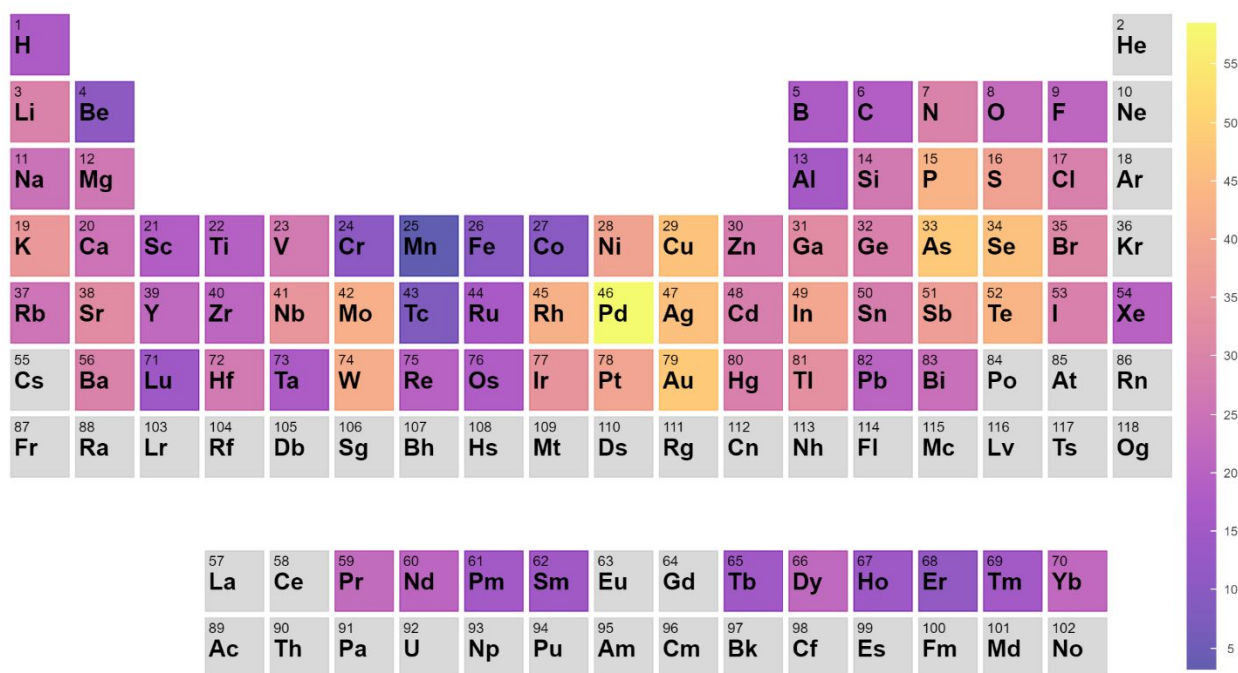 1 2
H He
3 4 5 6 7 8 9 10
Li Be B C N O F Ne
11 12 13 14 15 16 17 18
Na Mg Al Si P S Cl Ar
19 20 21 22 23 24 25 26 27 28 29 30 31 32 33 34 35 36
K Ca Sc Ti V Cr Mn Fe Co Ni Cu Zn Ga Ge As Se Br Kr
37 38 39 40 41 42 43 44 45 46 47 48 49 50 51 52 53 54
Rb Sr Y Zr Nb Mo Tc Ru Rh Pd Ag Cd In Sn Sb Te I Xe
55 56 71 72 73 74 75 76 77 78 79 80 81 82 83 84 85 86
Cs Ba Lu Hf Ta W Re Os Ir Pt Au Hg Tl Pb Bi Po At Rn
87 88 103 104 105 106 107 108 109 110 111 112 113 114 115 116 117 118
Fr Ra Lr Rf Db Sg Bh Hs Mt Ds Rg Cn Nh Fl Mc Lv Ts Og
57 58 59 60 61 62 63 64 65 66 67 68 69 70
La Ce Pr Nd Pm Sm Eu Gd Tb Dy Ho Er Tm Yb
89 90 91 92 93 94 95 96 97 98 99 100 101 102
Ac Th Pa U Np Pu Am Cm Bk Cf Es Fm Md No
55
50
45
40
35
30
25
20
15
10
5